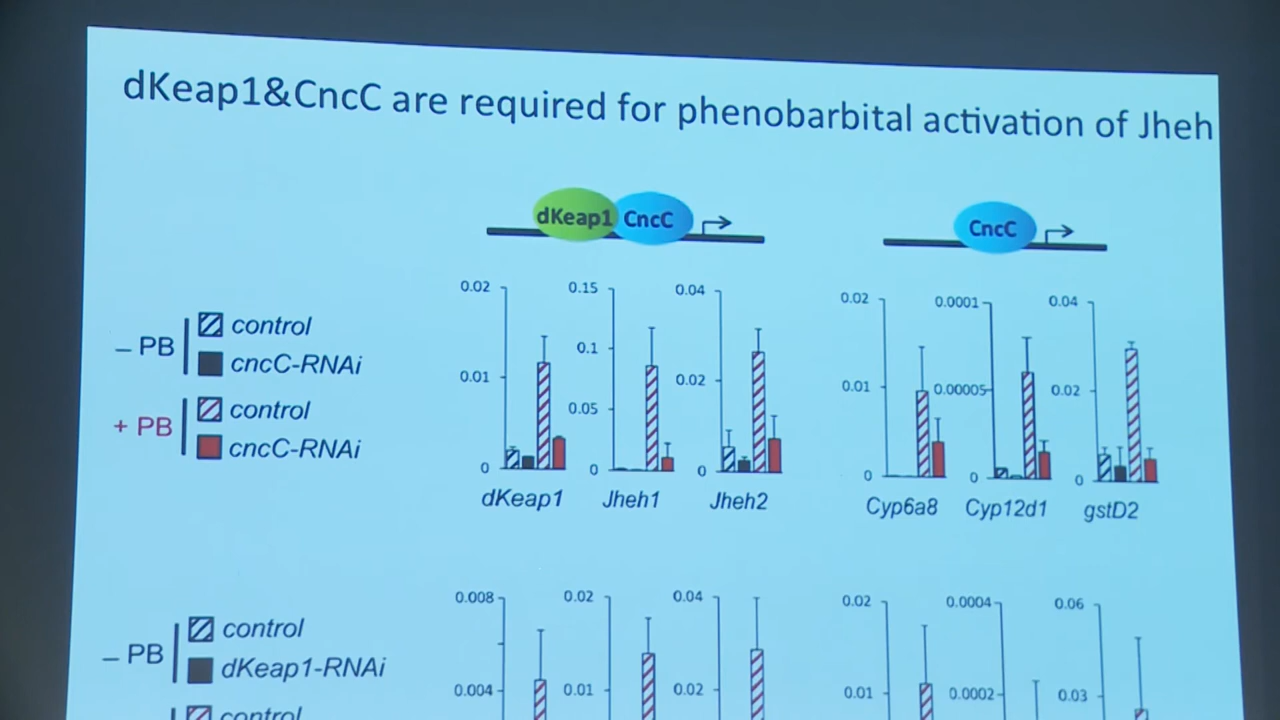 dKeap1&CncC are required for phenobarbital activation of Jheh
dKeap1 CncC
CncC
– PB
control
cncC-RNAi
+ PB
control
cncC-RNAi
0.02
0.01
0
dKeap1
0.15
0.1
0.05
0
Jheh1
0.04
0.02
0
Jheh2
0.02
0.01
0
Cyp6a8
0.0001
0.00005
0
Cyp12d1
0.04
0.02
0
gstD2
– PB
control
dKeap1-RNAi
control
0.008
0.004
0.02
0.01
0.04
0.02
0.02
0.01
0.0004
0.0002
0.06
0.03